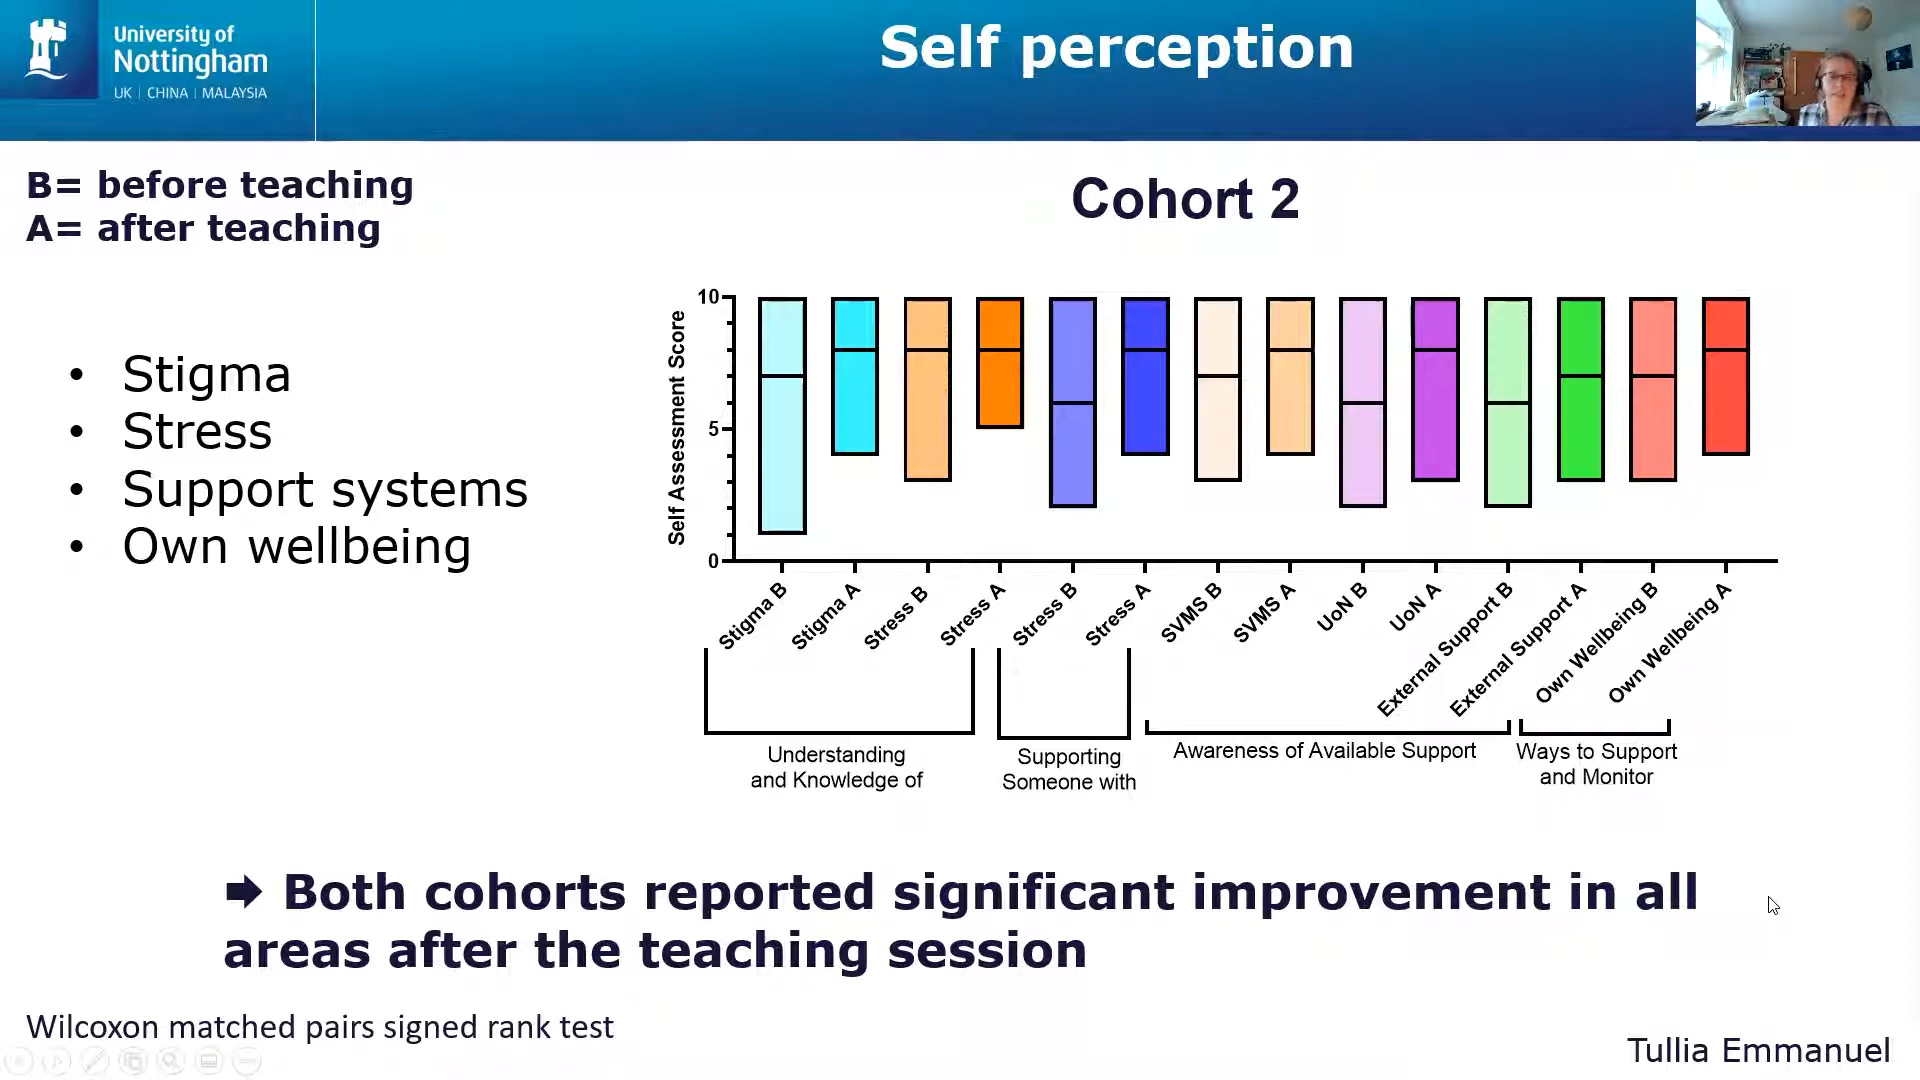 University of
Nottingham
UK | CHINA | MALAYSIA
Self perception
B= before teaching
A= after teaching
• Stigma
• Stress
• Support systems
• Own wellbeing
Cohort 2
Self Assessment Score
10
5
0
Stigma B
Stigma A
Stress B
Stress A
Stress B
Stress A
SVMS B
SVMS A
UoN B
UoN A
External Support B
External Support A
Own Wellbeing B
Own Wellbeing A
Understanding
and Knowledge of
Supporting
Someone with
Awareness of Available Support
Ways to Support
and Monitor
➡ Both cohorts reported significant improvement in all
areas after the teaching session
Wilcoxon matched pairs signed rank test
Tullia Emmanuel